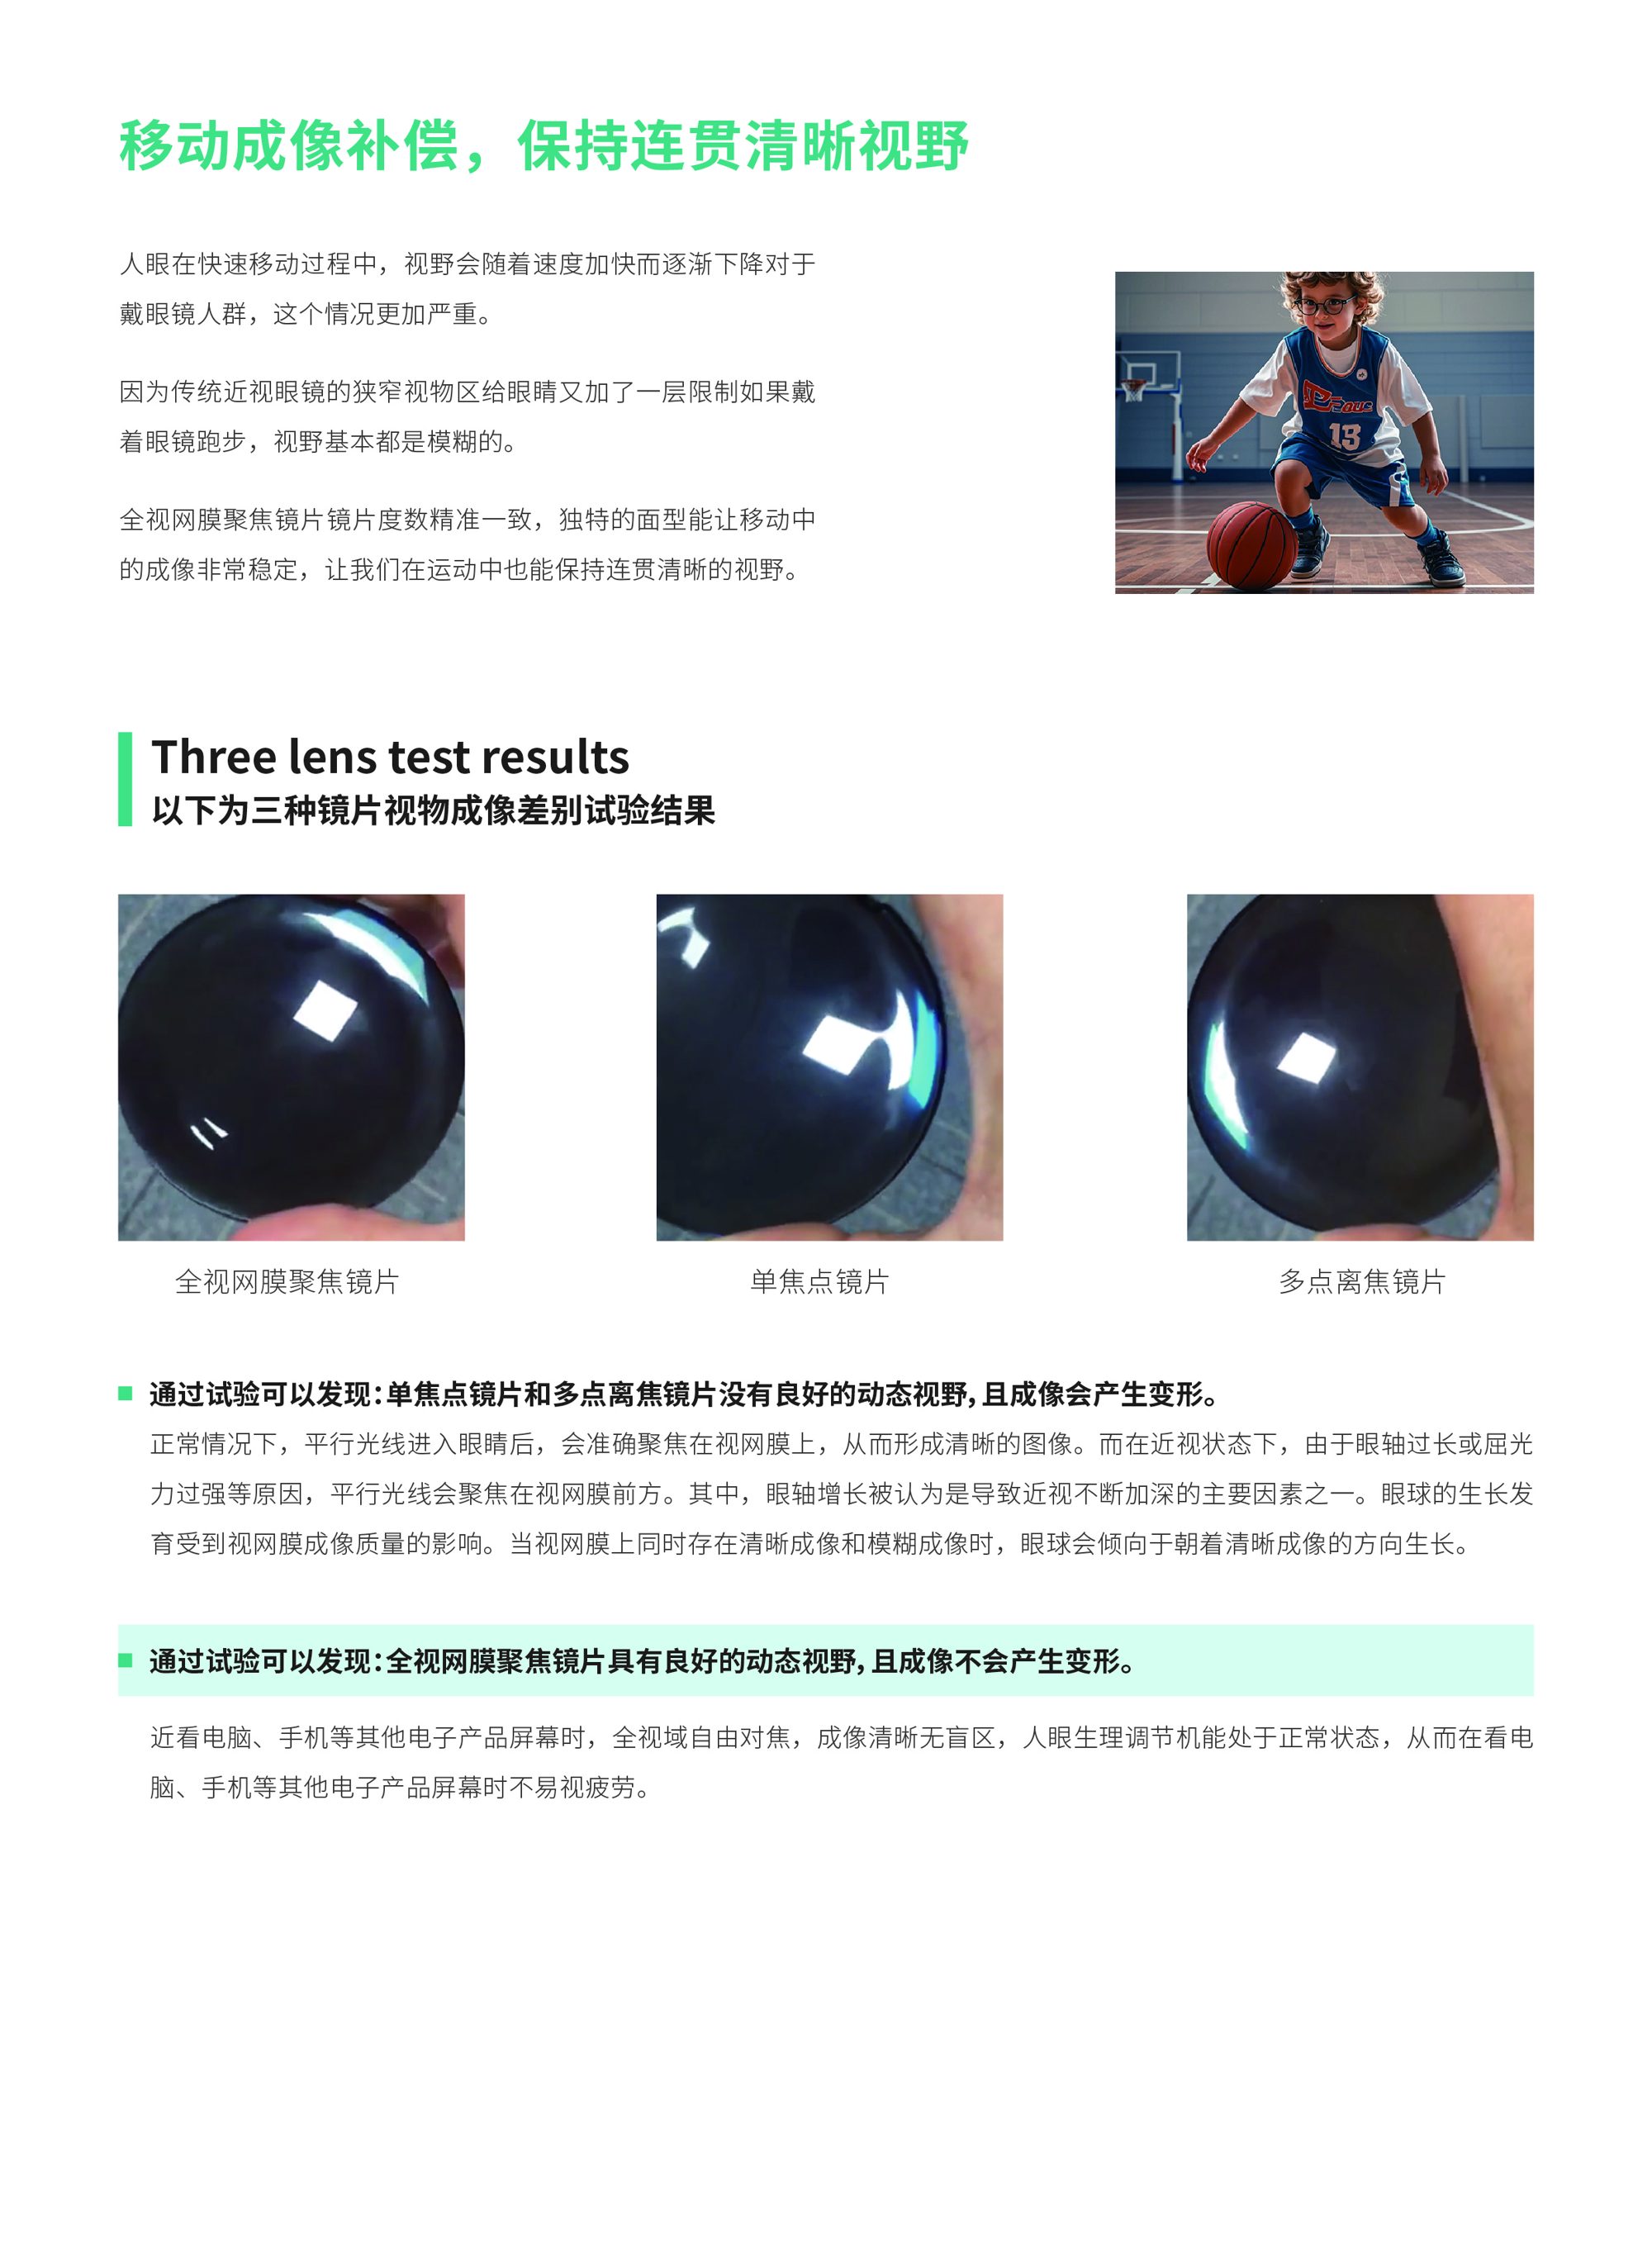 移动成像补偿，保持连贯清晰视野
人眼在快速移动过程中，视野会随着速度加快而逐渐下降对于
戴眼镜人群，这个情况更加严重。
因为传统近视眼镜的狭窄视物区给眼睛又加了一层限制如果戴
着眼镜跑步，视野基本都是模糊的。
全视网膜聚焦镜片镜片度数精准一致，独特的面型能让移动中
的成像非常稳定，让我们在运动中也能保持连贯清晰的视野。
13
Three lens test results
以下为三种镜片视物成像差别试验结果
全视网膜聚焦镜片
单焦点镜片
多点离焦镜片
通过试验可以发现：单焦点镜片和多点离焦镜片没有良好的动态视野，且成像会产生变形。
正常情况下，平行光线进入眼睛后，会准确聚焦在视网膜上，从而形成清晰的图像。而在近视状态下，由于眼轴过长或屈光
力过强等原因，平行光线会聚焦在视网膜前方。其中，眼轴增长被认为是导致近视不断加深的主要因素之一。眼球的生长发
育受到视网膜成像质量的影响。当视网膜上同时存在清晰成像和模糊成像时，眼球会倾向于朝着清晰成像的方向生长。
通过试验可以发现：全视网膜聚焦镜片具有良好的动态视野，且成像不会产生变形。
近看电脑、手机等其他电子产品屏幕时，全视域自由对焦，成像清晰无盲区，人眼生理调节机能处于正常状态，从而在看电
脑、手机等其他电子产品屏幕时不易视疲劳。